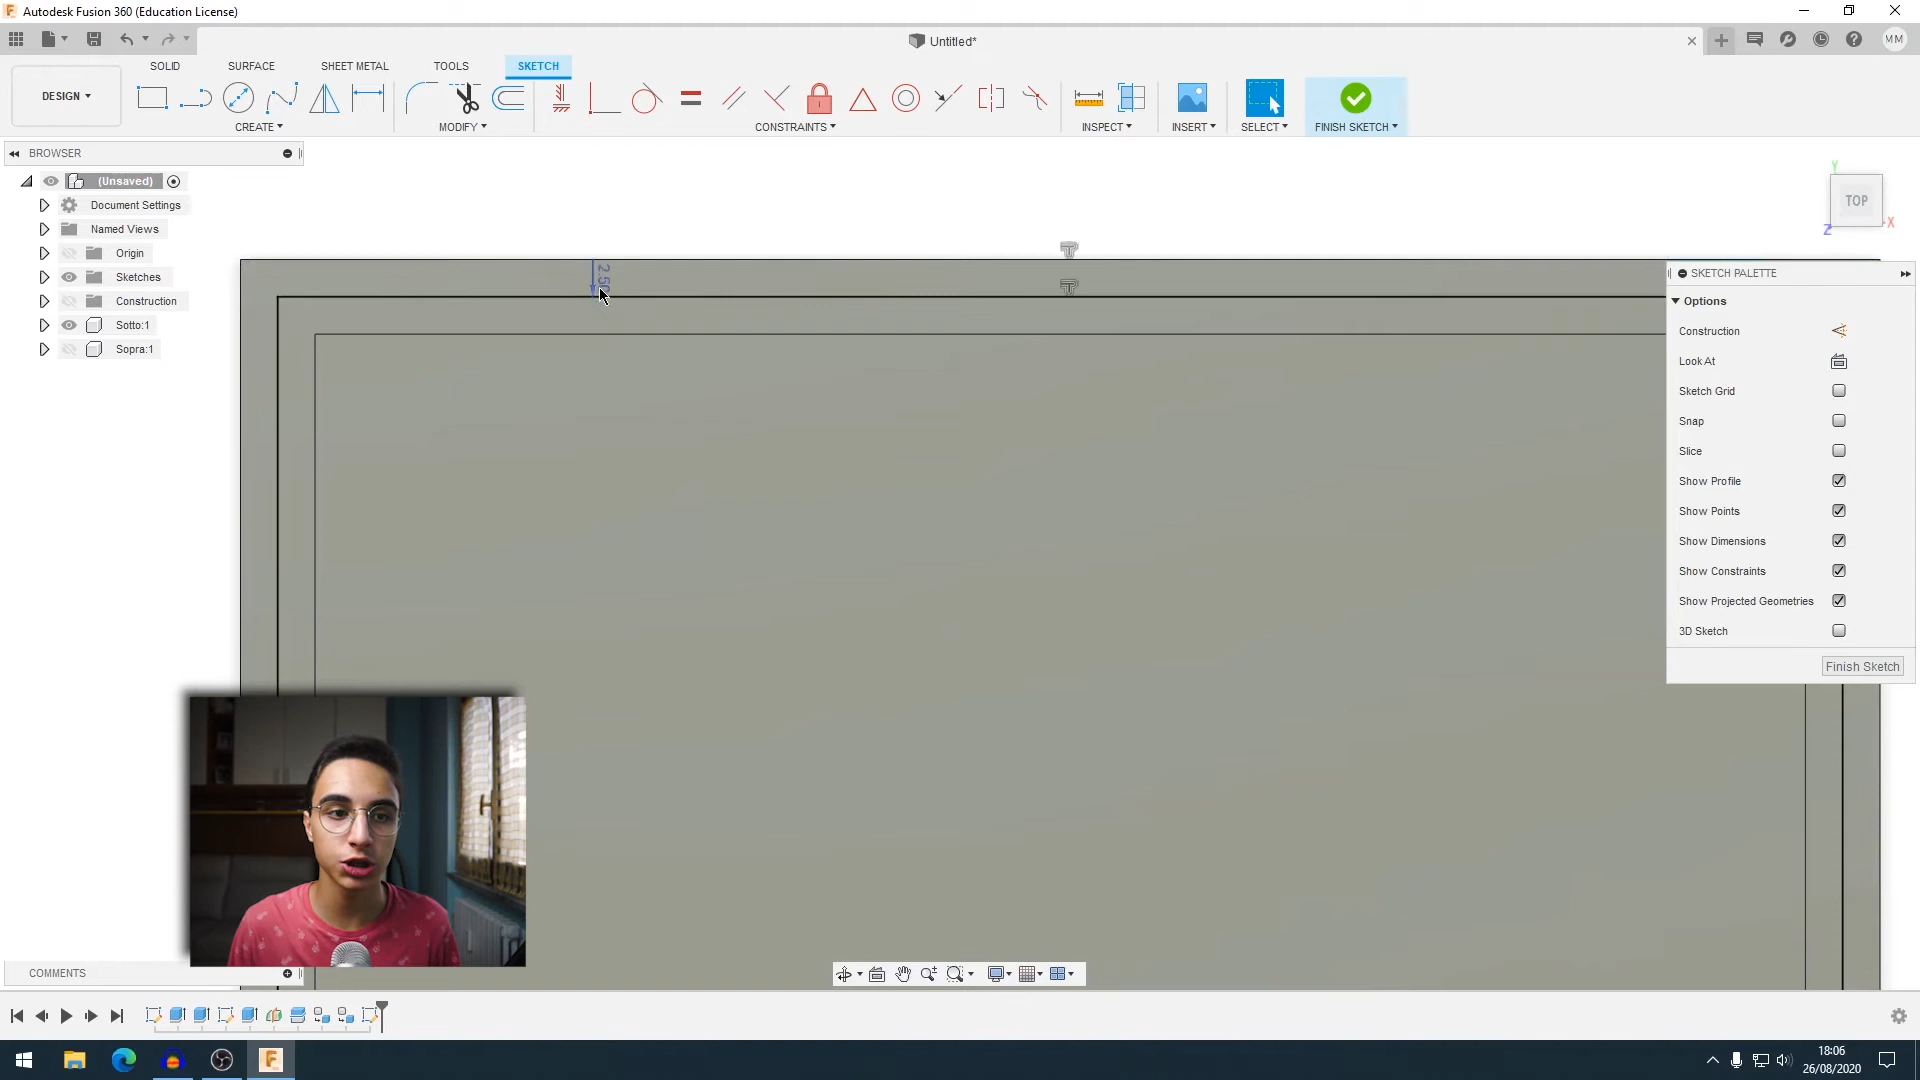 Autodesk Fusion 360 (Education License)
Untitled*
MM
DESIGN
SOLID
SURFACE
SHEET METAL
TOOLS
SKETCH
CREATE
MODIFY
CONSTRAINTS
INSPECT
INSERT
SELECT
FINISH SKETCH
BROWSER
(Unsaved)
Document Settings
Named Views
Origin
Sketches
Construction
Sotto:1
Sopra:1
Y
TOP
X
Z
2.50
SKETCH PALETTE
Options
Construction
Look At
Sketch Grid
Snap
Slice
Show Profile
Show Points
Show Dimensions
Show Constraints
Show Projected Geometries
3D Sketch
Finish Sketch
COMMENTS
18:06
26/08/2020